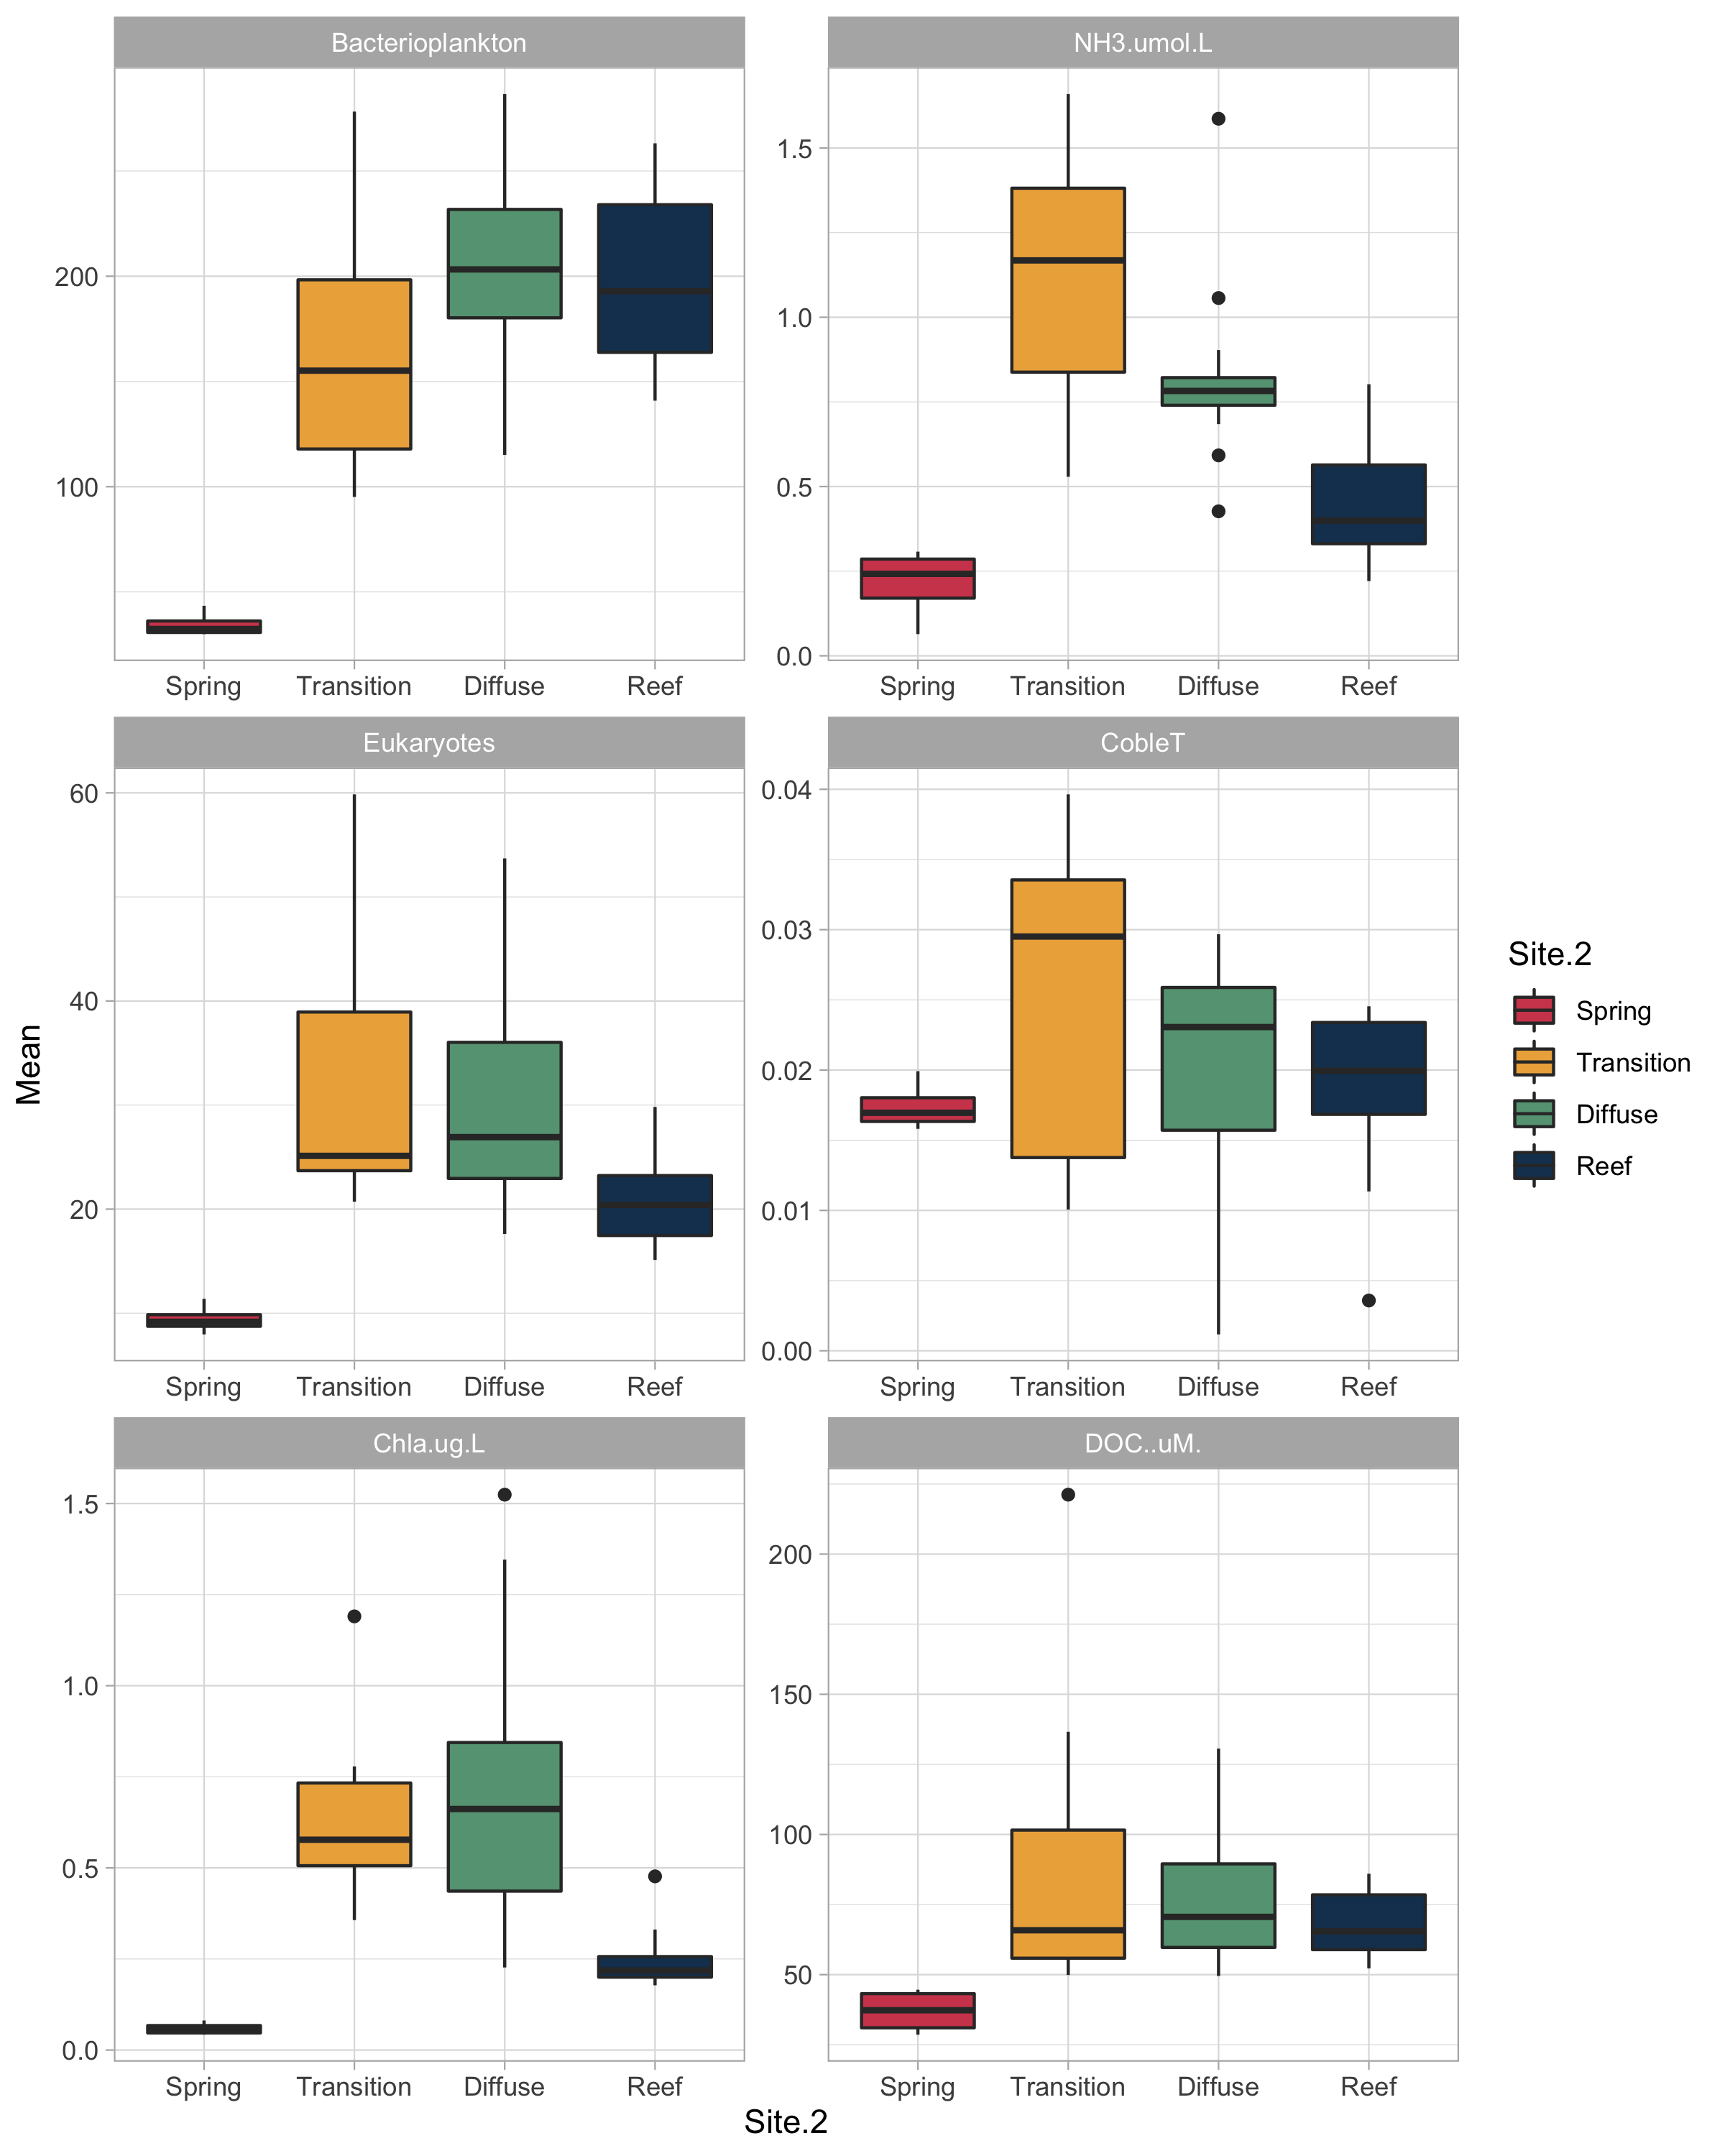 Bacterioplankton
NH3.umol.L
200
100
1.5
1.0
0.5
0.0
Spring Transition Diffuse Reef
Spring Transition Diffuse Reef
Eukaryotes
CobleT
60
40
20
0.04
0.03
0.02
0.01
0.00
Spring Transition Diffuse Reef
Spring Transition Diffuse Reef
Chla.ug.L
DOC..uM.
1.5
1.0
0.5
0.0
200
150
100
50
Spring Transition Diffuse Reef
Spring Transition Diffuse Reef
Mean
Site.2
Site.2
Spring
Transition
Diffuse
Reef